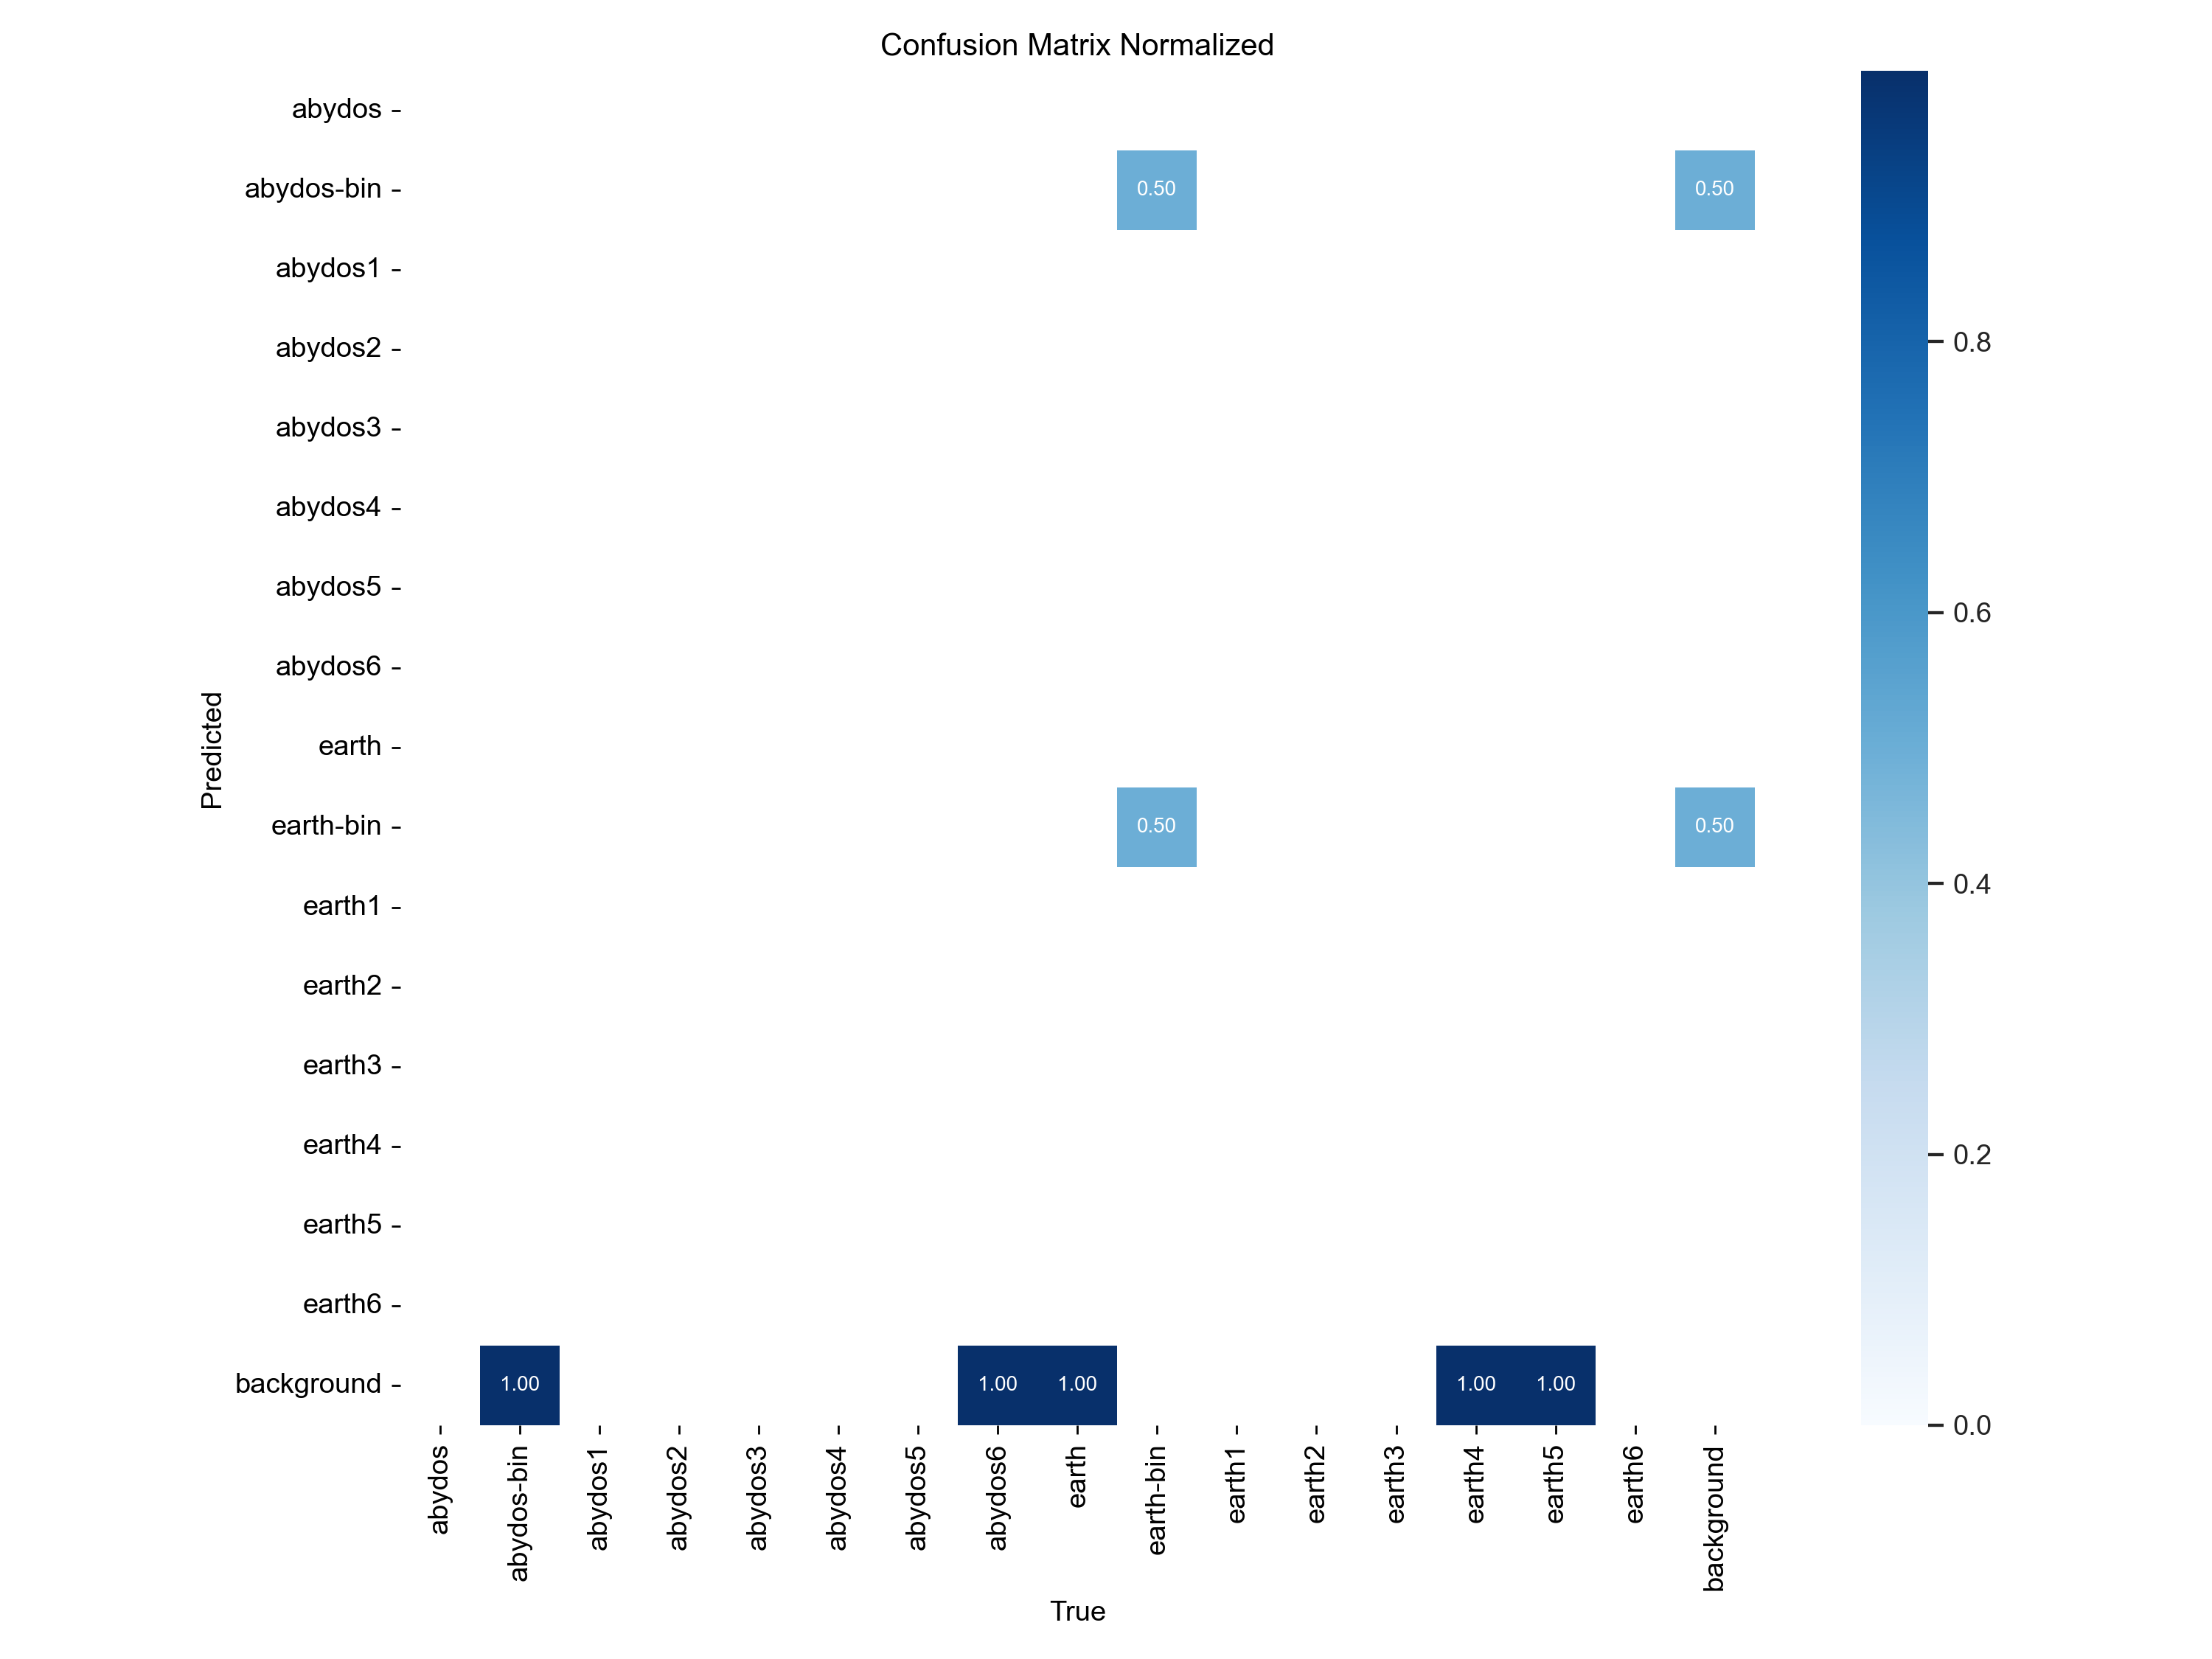 Confusion Matrix Normalized
abydos
abydos-bin
0.50
0.50
abydos1
abydos2
0.8
abydos3
abydos4
abydos5
0.6
abydos6
Predicted
earth
earth-bin
0.50
0.50
earth1
0.4
earth2
earth3
earth4
0.2
earth5
earth6
background
1.00
1.00
1.00
1.00
1.00
0.0
abydos
abydos-bin
abydos1
abydos2
abydos3
abydos4
abydos5
abydos6
earth
earth-bin
earth1
earth2
earth3
earth4
earth5
earth6
background
True